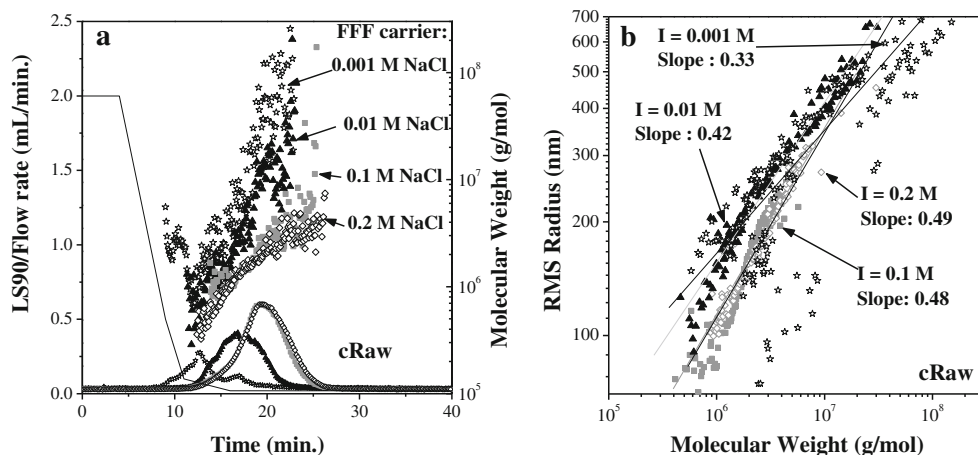 a
FFF carrier:
0.001 M NaCl
0.01 M NaCl
0.1 M NaCl
0.2 M NaCl
cRaw
2.5
2.0
1.5
1.0
0.5
0.0
LS90/Flow rate (mL/min.)
0 10 20 30 40
Time (min.)
10^8
10^7
10^6
10^5
Molecular Weight (g/mol)
b
I = 0.001 M
Slope : 0.33
I = 0.01 M
Slope : 0.42
I = 0.2 M
Slope: 0.49
I = 0.1 M
Slope: 0.48
cRaw
700
600
500
400
300
200
100
RMS Radius (nm)
10^5 10^6 10^7 10^8
Molecular Weight (g/mol)